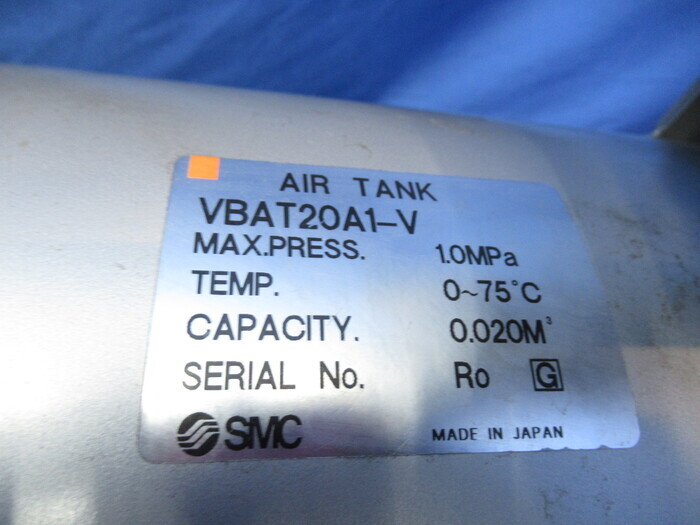 AIR TANK
VBAT20A1-V
MAX.PRESS. 1.0MPa
TEMP. 0~75°C
CAPACITY. 0.020M³
SERIAL No. Ro G
SMC MADE IN JAPAN